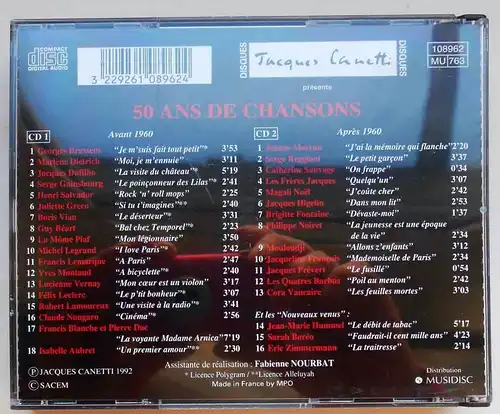 COMPACT
disc
DIGITAL AUDIO
3 229261 089624
DISQUES
Jacques Canetti
DISQUES
présente
108962
MU 763
50 ANS DE CHANSONS
CD 1
Avant 1960
1 Georges Brassens "Je m'suis fait tout petit"* 3'53
2 Marlène Dietrich "Moi, je m'ennuie" 3'11
3 Jacques Dufilho "La visite du château" 5'15
4 Serge Gainsbourg "Le poinçonneur des Lilas" 2'41
5 Henri Salvador "Rock 'n' roll mops" 2'25
6 Juliette Gréco "Si tu t'imagines"* 2'40
7 Boris Vian "Le déserteur" 3'31
8 Guy Béart "Bal chez Temporel" 2'23
9 La Môme Piaf "Mon légionnaire" 3'50
10 Michel Legrand "I love Paris" 2'42
11 Francis Lemarque "A Paris" 2'47
12 Yves Montand "A bicyclette" 2'40
13 Lucienne Vernay "Mon cœur est un violon" 3'17
14 Félix Leclerc "Le p'tit bonheur" 3'11
15 Robert Lamoureux "Une visite à la radio"* 3'41
16 Claude Nougaro "Cinéma" 2'56
17 Francis Blanche et Pierre Dac
"La voyante Madame Arnica" 7'19
18 Isabelle Aubret "Un premier amour"** 2'30
CD 2
Après 1960
1 Jeanne Moreau "J'ai la mémoire qui flanche" 2'20
2 Serge Reggiani "Le petit garçon" 3'37
3 Catherine Sauvage "On frappe" 0'34
4 Les Frères Jacques "Quelqu'un" 3'07
5 Magali Noël "J'coûte cher" 2'42
6 Jacques Higelin "Dans mon lit" 2'53
7 Brigitte Fontaine "Dévaste-moi" 1'37
8 Philippe Noiret "La jeunesse est une époque
de la vie" 2'34
9 Mouloudji "Allons z'enfants" 3'12
10 Jacqueline François "Mademoiselle de Paris" 2'34
11 Jacques Prévert "Le fusillé" 0'54
12 Les Quatres Barbus "Poil au menton" 2'42
13 Cora Vaucaire "Les feuilles mortes" 3'03
Et les "Nouveaux venus" :
14 Jean-Marie Hummel "Le débit de tabac" 5'17
15 Sarah Boréo "Faudrait-il cent mille ans" 4'23
16 Eric Zimmermann "La traitresse" 2'14
Assistante de réalisation : Fabienne NOURBAT
* Licence Polygram / **Licence Alleluyah
Made in France by MPO
Ⓟ JACQUES CANETTI 1992
© SACEM
Distribution
MUSIDISC